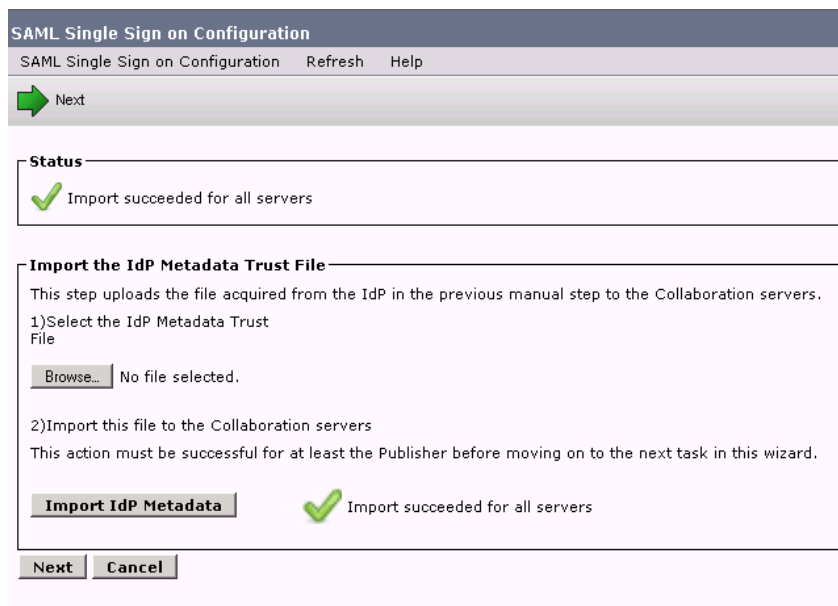 SAML Single Sign on Configuration
SAML Single Sign on Configuration Refresh Help
Next
Status
Import succeeded for all servers
Import the IdP Metadata Trust File
This step uploads the file acquired from the IdP in the previous manual step to the Collaboration servers.
1)Select the IdP Metadata Trust
File
Browse... No file selected.
2)Import this file to the Collaboration servers
This action must be successful for at least the Publisher before moving on to the next task in this wizard.
Import IdP Metadata Import succeeded for all servers
Next Cancel